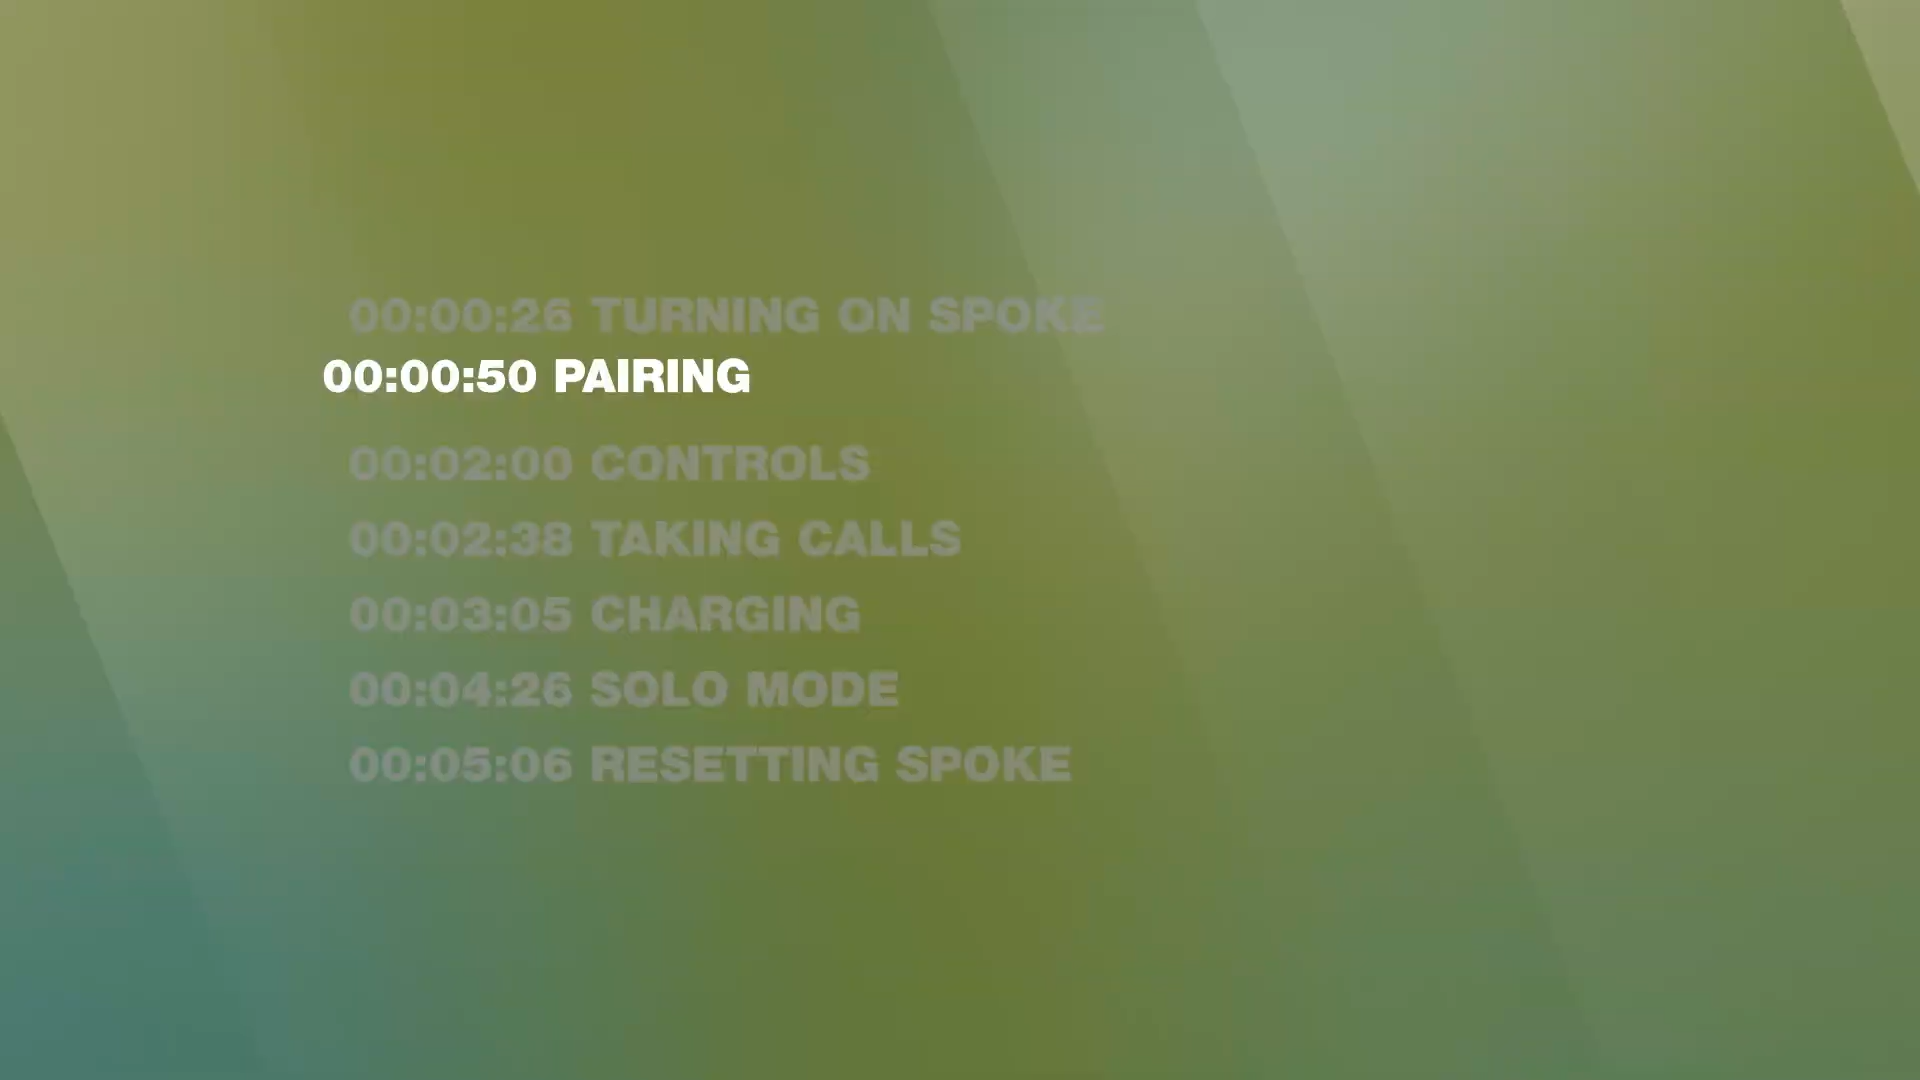 00:00:26 TURNING ON SPOKE
00:00:50 PAIRING
00:02:00 CONTROLS
00:02:38 TAKING CALLS
00:03:05 CHARGING
00:04:26 SOLO MODE
00:05:06 RESETTING SPOKE